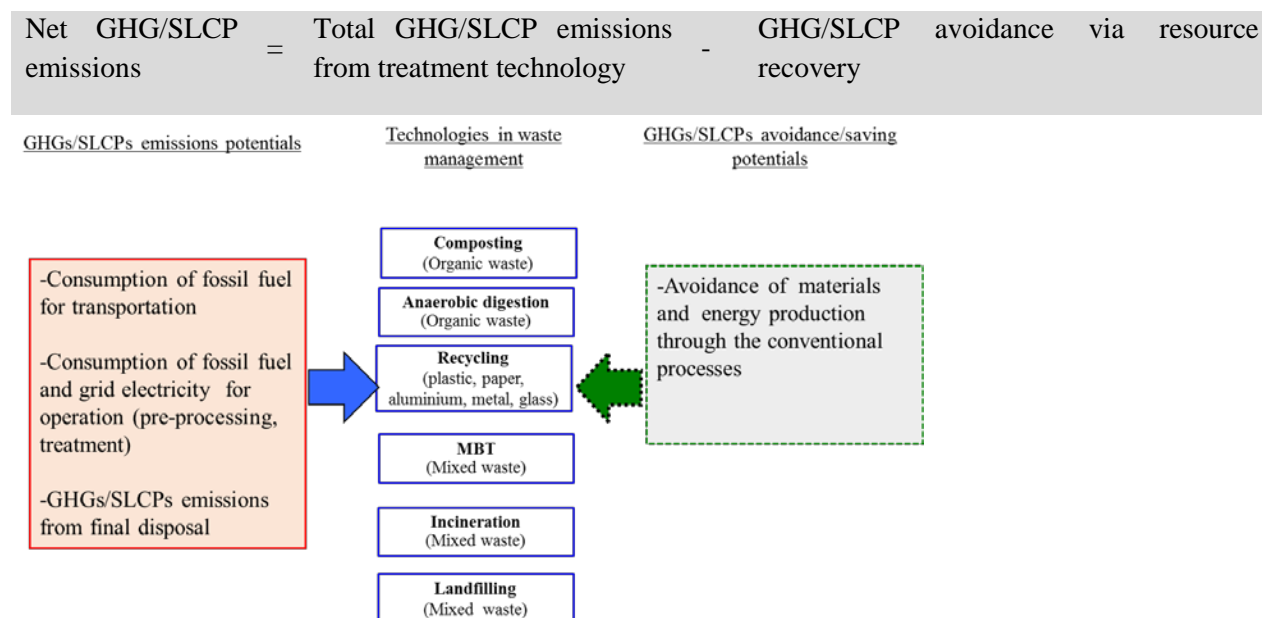 Net GHG/SLCP emissions = Total GHG/SLCP emissions from treatment technology - GHG/SLCP avoidance via resource recovery
GHGs/SLCPs emissions potentials
Technologies in waste
management
GHGs/SLCPs avoidance/saving
potentials
-Consumption of fossil fuel
for transportation
-Consumption of fossil fuel
and grid electricity for
operation (pre-processing,
treatment)
-GHGs/SLCPs emissions
from final disposal
Composting
(Organic waste)
Anaerobic digestion
(Organic waste)
Recycling
(plastic, paper,
aluminium, metal, glass)
MBT
(Mixed waste)
Incineration
(Mixed waste)
Landfilling
(Mixed waste)
-Avoidance of materials
and energy production
through the conventional
processes